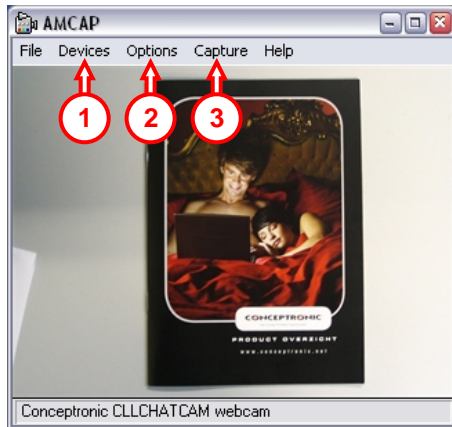 AMCAP
File Devices Options Capture Help
1 2 3
CONCEPTRONIC
PRODUCT OVERZICHT
www.conceptronic.net
Conceptronic CLLCHATCAM webcam